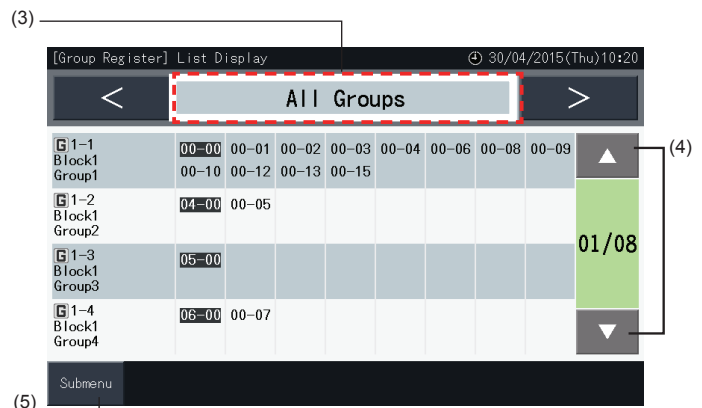 (3)
[Group Register] List Display 30/04/2015(Thu)10:20
< All Groups >
G 1-1 00-00 00-01 00-02 00-03 00-04 00-06 00-08 00-09
Block1
Group1 00-10 00-12 00-13 00-15
(4)
G 1-2 04-00 00-05
Block1
Group2
01/08
G 1-3 05-00
Block1
Group3
G 1-4 06-00 00-07
Block1
Group4
Submenu
(5)